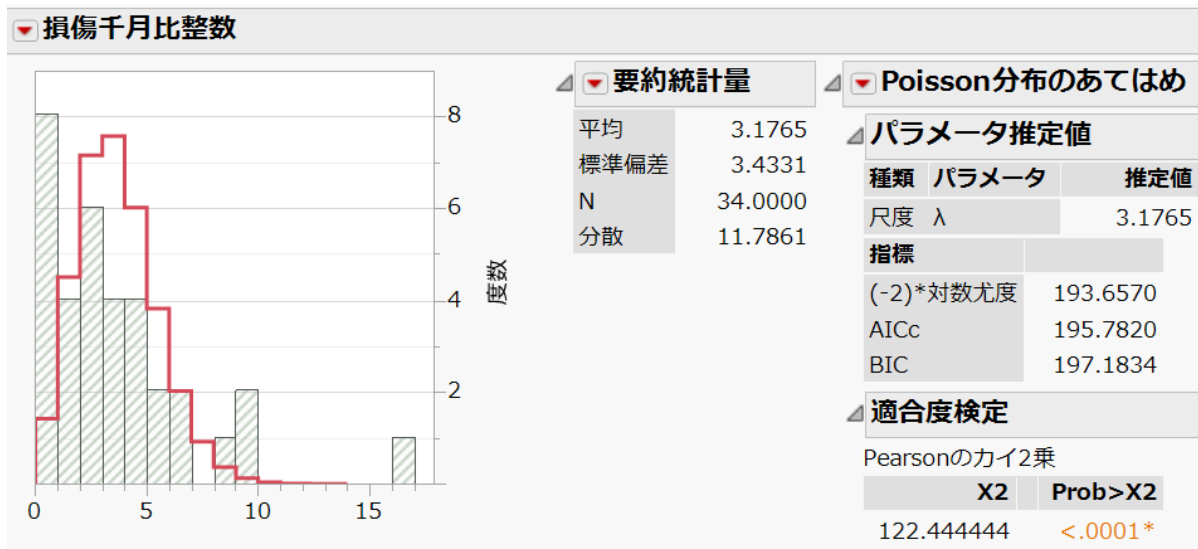 損傷千月比整数
8
6
4
2
度数
0 5 10 15
要約統計量
平均 3.1765
標準偏差 3.4331
N 34.0000
分散 11.7861
Poisson分布のあてはめ
パラメータ推定値
種類 パラメータ 推定値
尺度 λ 3.1765
指標
(-2)*対数尤度 193.6570
AICc 195.7820
BIC 197.1834
適合度検定
Pearsonのカイ2乗
X2 Prob>X2
122.444444 <.0001*